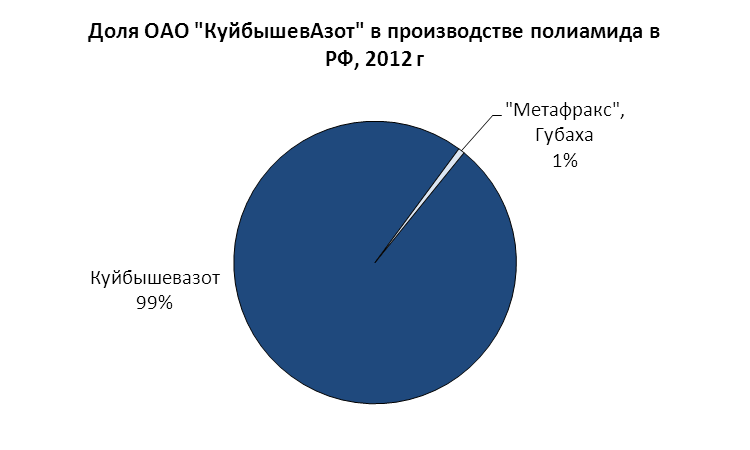 Доля ОАО "КуйбышевАзот" в производстве полиамида в
РФ, 2012 г
"Метафракс",
Губаха
1%
Куйбышевазот
99%